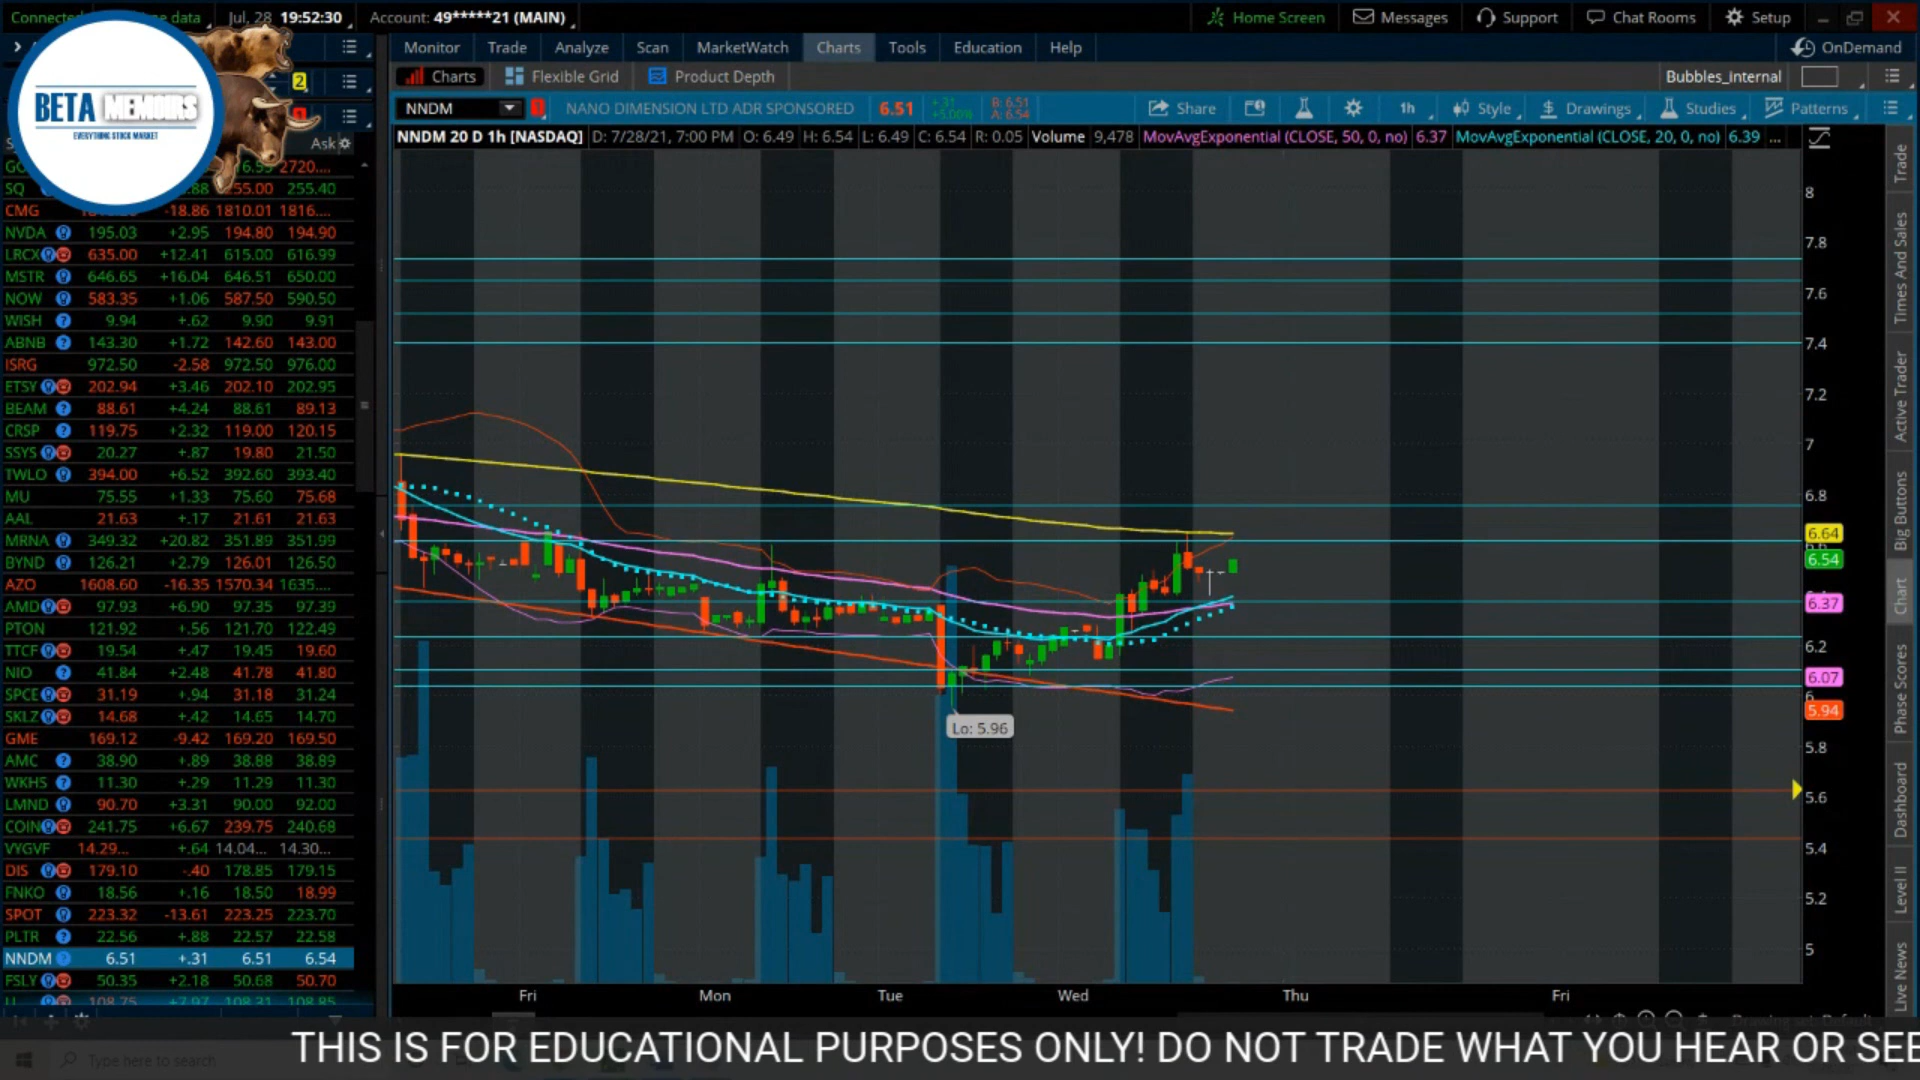 Jul, 28 19:52:30 Account: 49*****21 (MAIN)
Home Screen Messages Support Chat Rooms Setup
Monitor Trade Analyze Scan MarketWatch Charts Tools Education Help
OnDemand
Charts Flexible Grid Product Depth
Bubbles_internal
BETA MEMOIRS
EVERYTHING STOCK MARKET
2
NNDM NANO DIMENSION LTD ADR SPONSORED 6.51 B: 6.51 A: 6.54
Share 1h Style Drawings Studies Patterns
NNDM 20 D 1h [NASDAQ] D: 7/28/21, 7:00 PM O: 6.49 H: 6.54 L: 6.49 C: 6.54 R: 0.05 Volume 9,478 MovAvgExponential (CLOSE, 50, 0, no) 6.37 MovAvgExponential (CLOSE, 20, 0, no) 6.39 ...
Ask
2720....
SQ 255.40
CMG -18.86 1810.01 1816....
NVDA 195.03 +2.95 194.80 194.90
LRCX 635.00 +12.41 615.00 616.99
MSTR 646.65 +16.04 646.51 650.00
NOW 583.35 +1.06 587.50 590.50
WISH 9.94 +.62 9.90 9.91
ABNB 143.30 +1.72 142.60 143.00
ISRG 972.50 -2.58 972.50 976.00
ETSY 202.94 +3.46 202.10 202.95
BEAM 88.61 +4.24 88.61 89.13
CRSP 119.75 +2.32 119.00 120.15
SSYS 20.27 +.87 19.80 21.50
TWLO 394.00 +6.52 392.60 393.40
MU 75.55 +1.33 75.60 75.68
AAL 21.63 +.17 21.61 21.63
MRNA 349.32 +20.82 351.89 351.99
BYND 126.21 +2.79 126.01 126.50
AZO 1608.60 -16.35 1570.34 1635....
AMD 97.93 +6.90 97.35 97.39
PTON 121.92 +.56 121.70 122.49
TTCF 19.54 +.47 19.45 19.60
NIO 41.84 +2.48 41.78 41.80
SPCE 31.19 +.94 31.18 31.24
SKLZ 14.68 +.42 14.65 14.70
GME 169.12 -9.42 169.20 169.50
AMC 38.90 +.89 38.88 38.89
WKHS 11.30 +.29 11.29 11.30
LMND 90.70 +3.31 90.00 92.00
COIN 241.75 +6.67 239.75 240.68
VYGVF 14.29... +.64 14.04... 14.30...
DIS 179.10 -.40 178.85 179.15
FNKO 18.56 +.16 18.50 18.99
SPOT 223.32 -13.61 223.25 223.70
PLTR 22.56 +.88 22.57 22.58
NNDM 6.51 +.31 6.51 6.54
FSLY 50.35 +2.18 50.68 50.70
8
7.8
7.6
7.4
7.2
7
6.8
6.64
6.54
6.37
6.2
6.07
5.94
5.8
5.6
5.4
5.2
5
Lo: 5.96
Fri Mon Tue Wed Thu Fri
Trade
Times And Sales
Active Trader
Big Buttons
Chart
Phase Scores
Dashboard
Level II
Live News
Type here to search
THIS IS FOR EDUCATIONAL PURPOSES ONLY! DO NOT TRADE WHAT YOU HEAR OR SEE